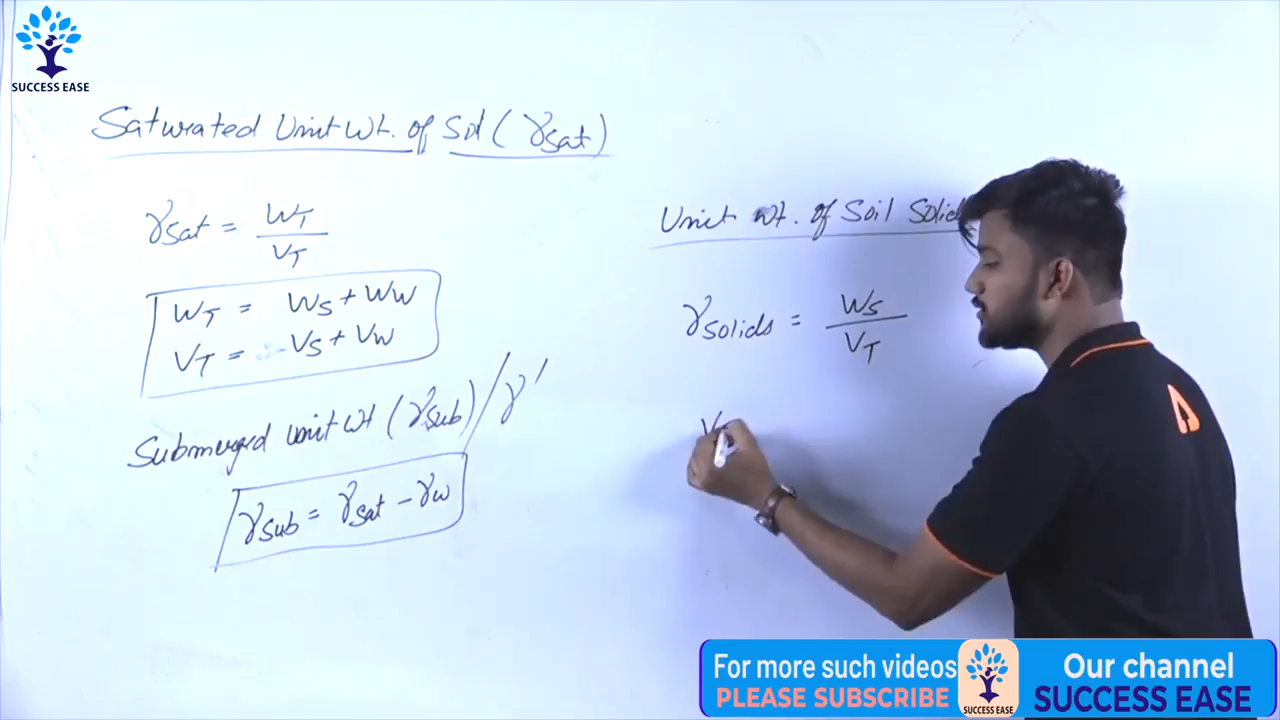 SUCCESS EASE
Saturated Unit Wt. of Soil (γsat)
γsat = WT / VT
WT = WS + WW
VT = VS + VW
Submerged unit wt (γsub) / γ'
γsub = γsat - γw
Unit wt. of Soil Solid
γsolids = WS / VT
For more such videos
PLEASE SUBSCRIBE
SUCCESS EASE
Our channel
SUCCESS EASE